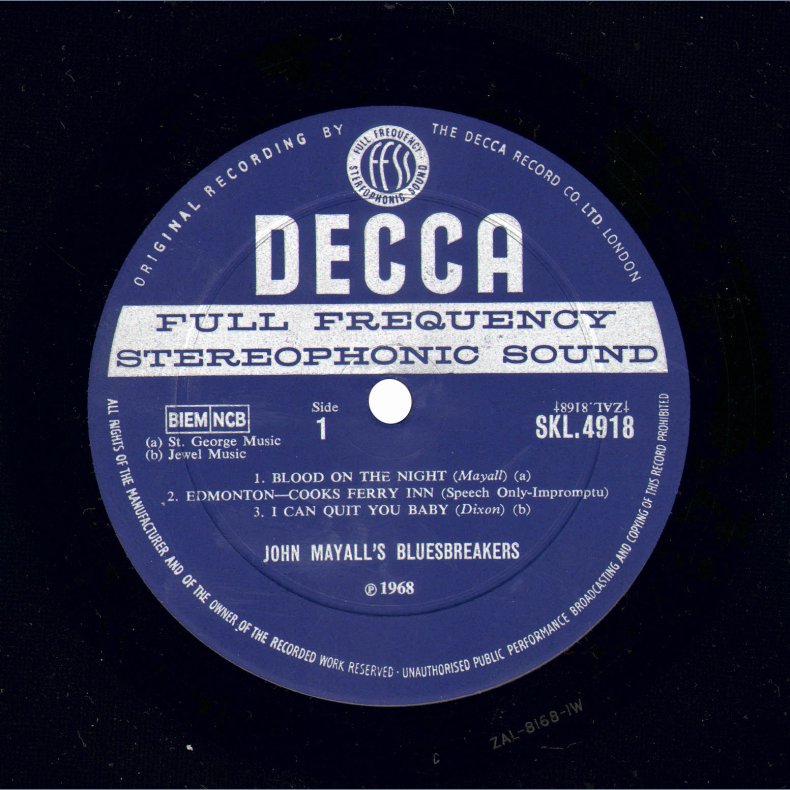 ORIGINAL RECORDING BY
THE DECCA RECORD CO. LTD. LONDON
FULL FREQUENCY
FFSS
STEREOPHONIC SOUND
DECCA
FULL FREQUENCY
STEREOPHONIC SOUND
BIEM NCB
Side
1
†ZAL.8168†
SKL.4918
(a) St. George Music
(b) Jewel Music
1. BLOOD ON THE NIGHT (Mayall) (a)
2. EDMONTON—COOKS FERRY INN (Speech Only-Impromptu)
3. I CAN QUIT YOU BABY (Dixon) (b)
JOHN MAYALL'S BLUESBREAKERS
℗ 1968
ALL RIGHTS OF THE MANUFACTURER AND OF THE OWNER OF THE RECORDED WORK RESERVED · UNAUTHORISED PUBLIC PERFORMANCE BROADCASTING AND COPYING OF THIS RECORD PROHIBITED
ZAL-8168-1W
C